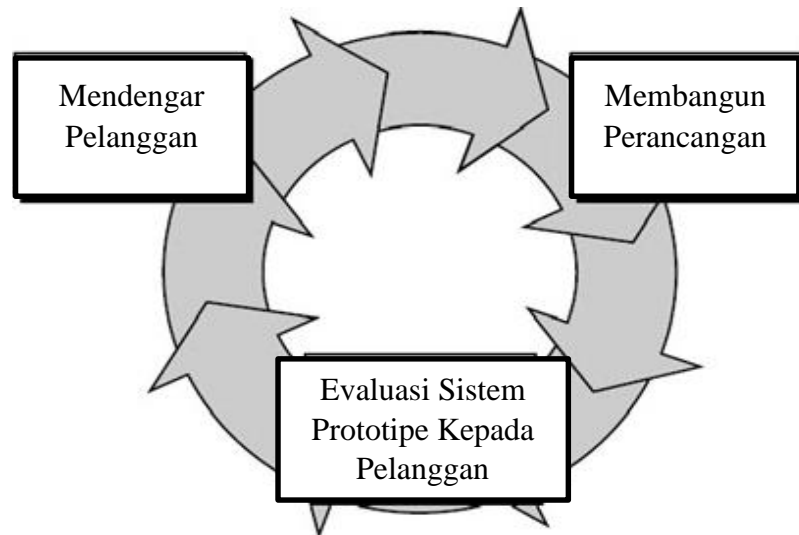 Mendengar
Pelanggan
Membangun
Perancangan
Evaluasi Sistem
Prototipe Kepada
Pelanggan